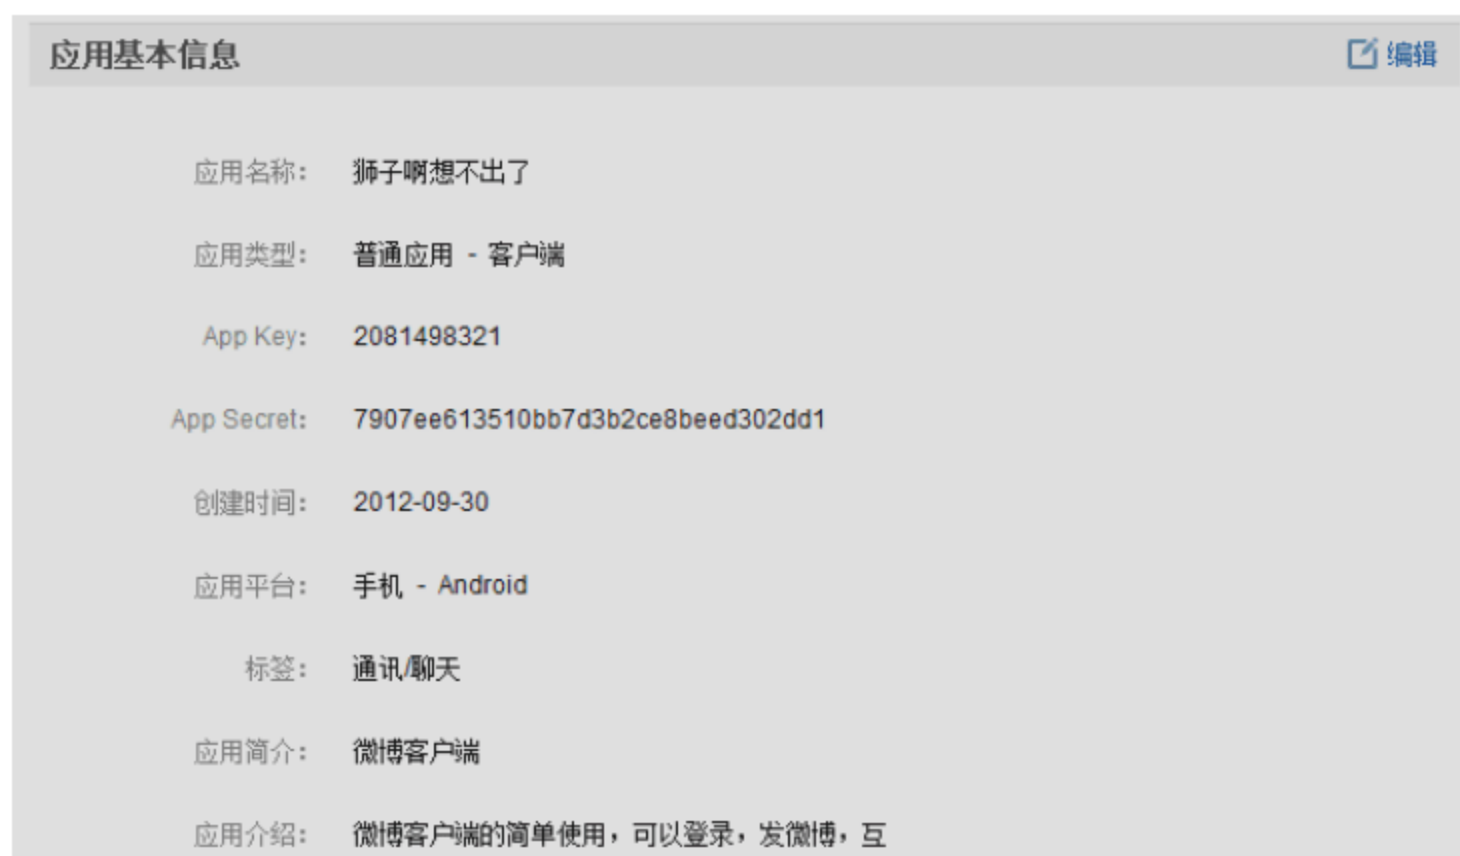 应用基本信息 编辑
应用名称： 狮子啊想不出了
应用类型： 普通应用 - 客户端
App Key： 2081498321
App Secret： 7907ee613510bb7d3b2ce8beed302dd1
创建时间： 2012-09-30
应用平台： 手机 - Android
标签： 通讯/聊天
应用简介： 微博客户端
应用介绍： 微博客户端的简单使用，可以登录，发微博，互